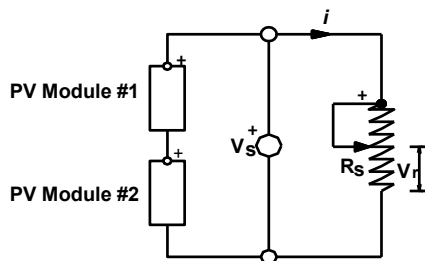 i
+
PV Module #1
+
+
Vs
Rs
Vr
+
PV Module #2